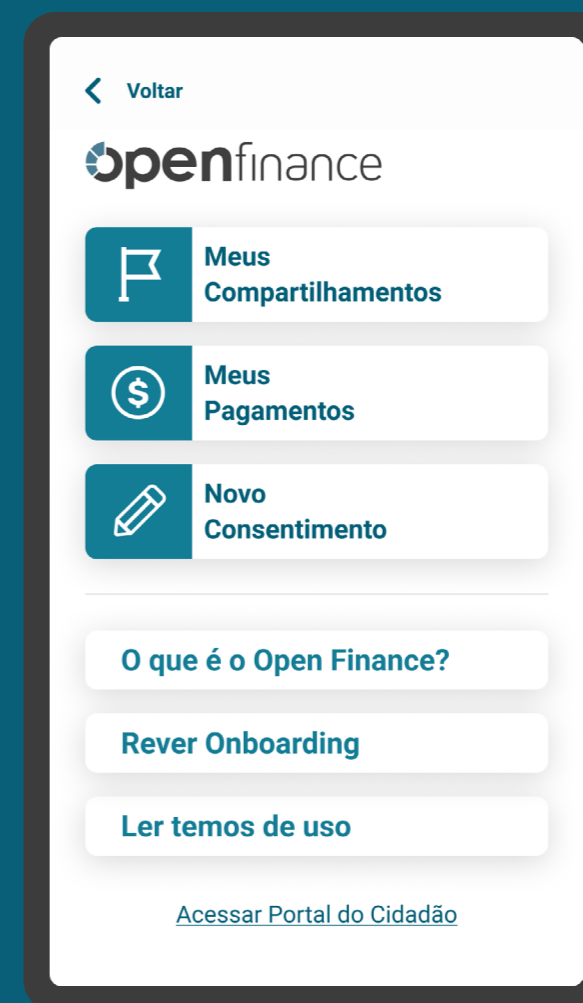 Voltar
openfinance
Meus
Compartilhamentos
$
Meus
Pagamentos
Novo
Consentimento
O que é o Open Finance?
Rever Onboarding
Ler temos de uso
Acessar Portal do Cidadão